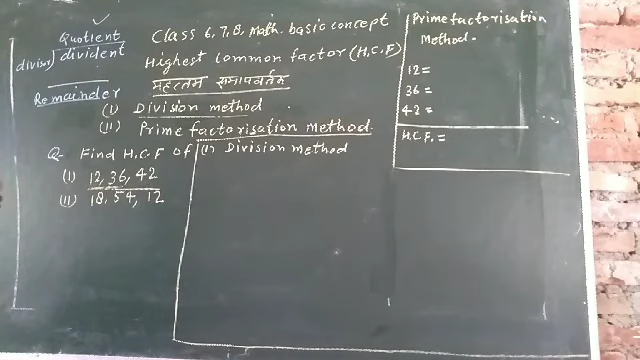 Quotient
divisor) divident
Remainder
Class 6, 7, 8, Math. basic concept
Highest common factor (H.C.F)
महत्तम समापवर्तक
(I) Division method
(II) Prime factorisation method.
Q- Find H.C.F of
(I) 12, 36, 42
(II) 18, 54, 12
(I) Division method
Prime factorisation
Method-
12=
36=
42=
H.C.F.=